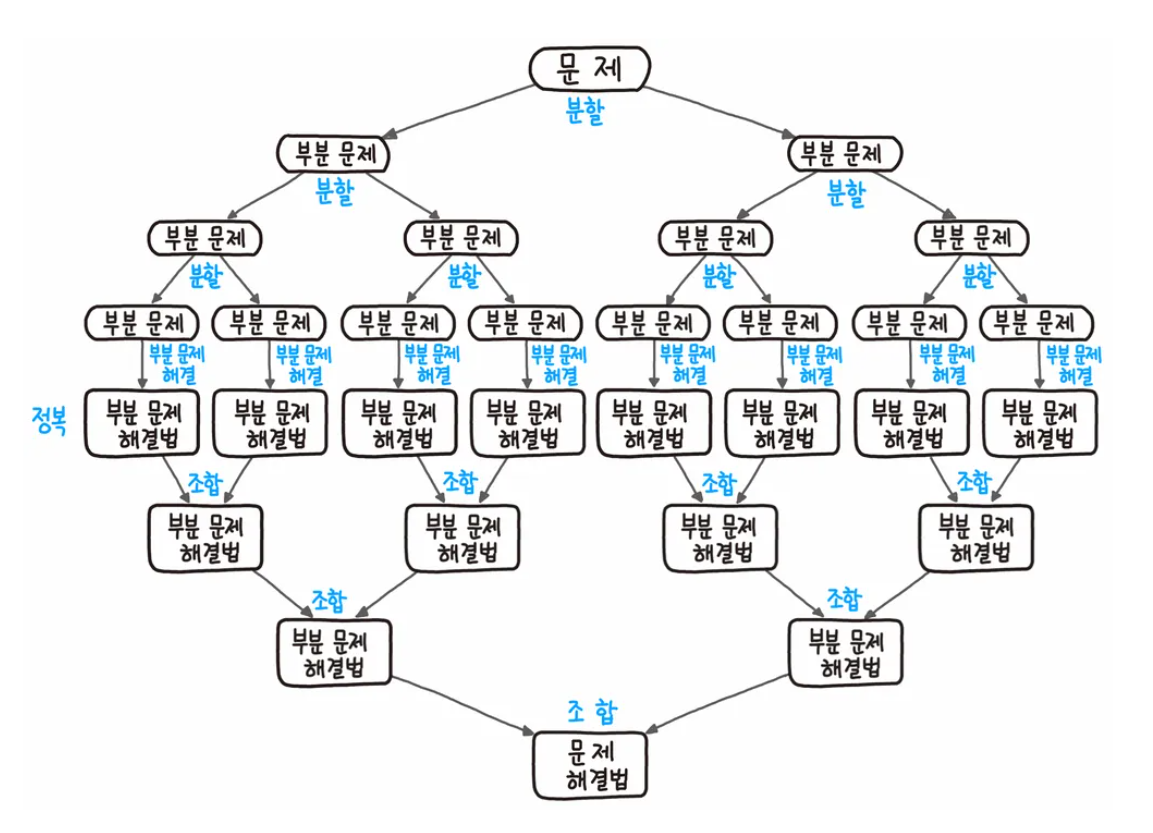 문 제
분할
부분 문제 부분 문제
분할 분할
부분 문제 부분 문제 부분 문제 부분 문제
분할 분할 분할 분할
부분 문제 부분 문제 부분 문제 부분 문제 부분 문제 부분 문제 부분 문제 부분 문제
부분 문제 부분 문제 부분 문제 부분 문제 부분 문제 부분 문제 부분 문제 부분 문제
해결 해결 해결 해결 해결 해결 해결 해결
정복
부분 문제 부분 문제 부분 문제 부분 문제 부분 문제 부분 문제 부분 문제 부분 문제
해결법 해결법 해결법 해결법 해결법 해결법 해결법 해결법
조합 조합 조합 조합
부분 문제 부분 문제 부분 문제 부분 문제
해결법 해결법 해결법 해결법
조합 조합
부분 문제 부분 문제
해결법 해결법
조 합
문 제
해결법